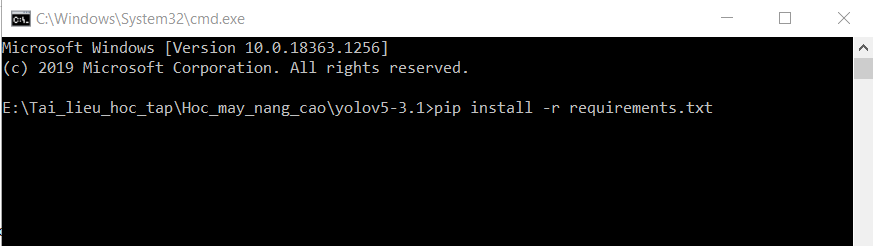 C:\Windows\System32\cmd.exe
Microsoft Windows [Version 10.0.18363.1256]
(c) 2019 Microsoft Corporation. All rights reserved.
E:\Tai_lieu_hoc_tap\Hoc_may_nang_cao\yolov5-3.1>pip install -r requirements.txt